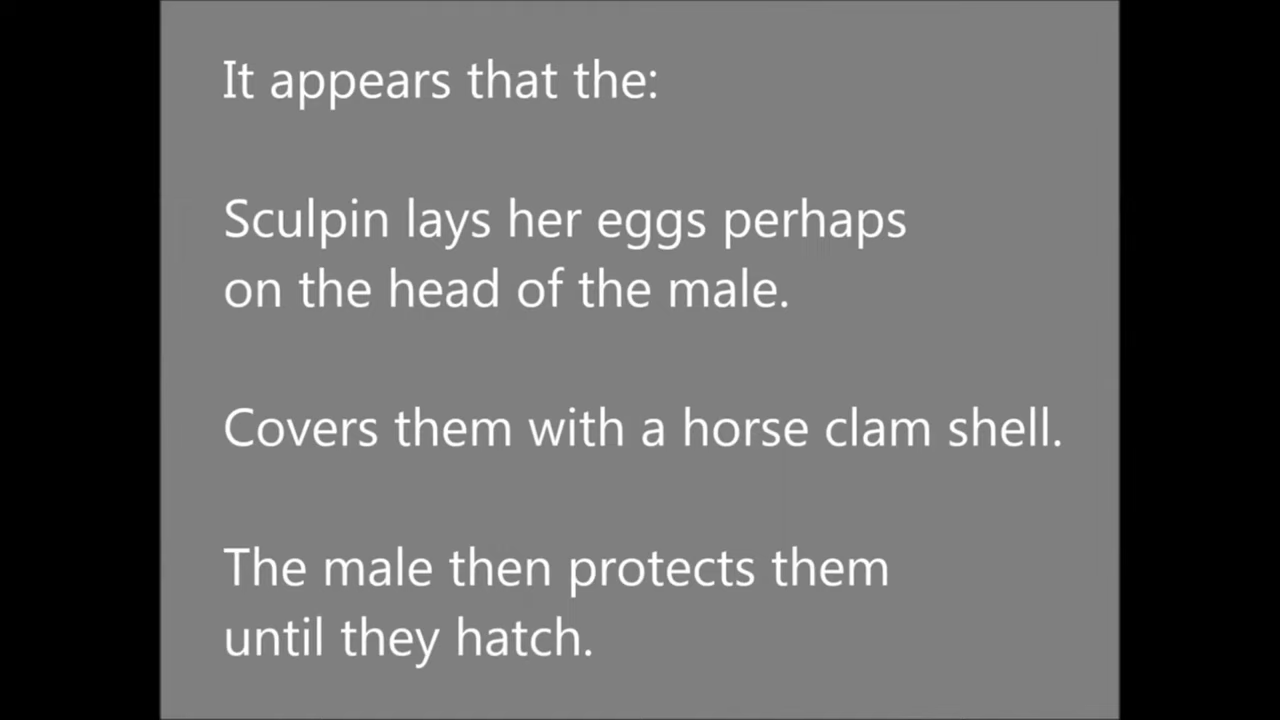 It appears that the:
Sculpin lays her eggs perhaps
on the head of the male.
Covers them with a horse clam shell.
The male then protects them
until they hatch.